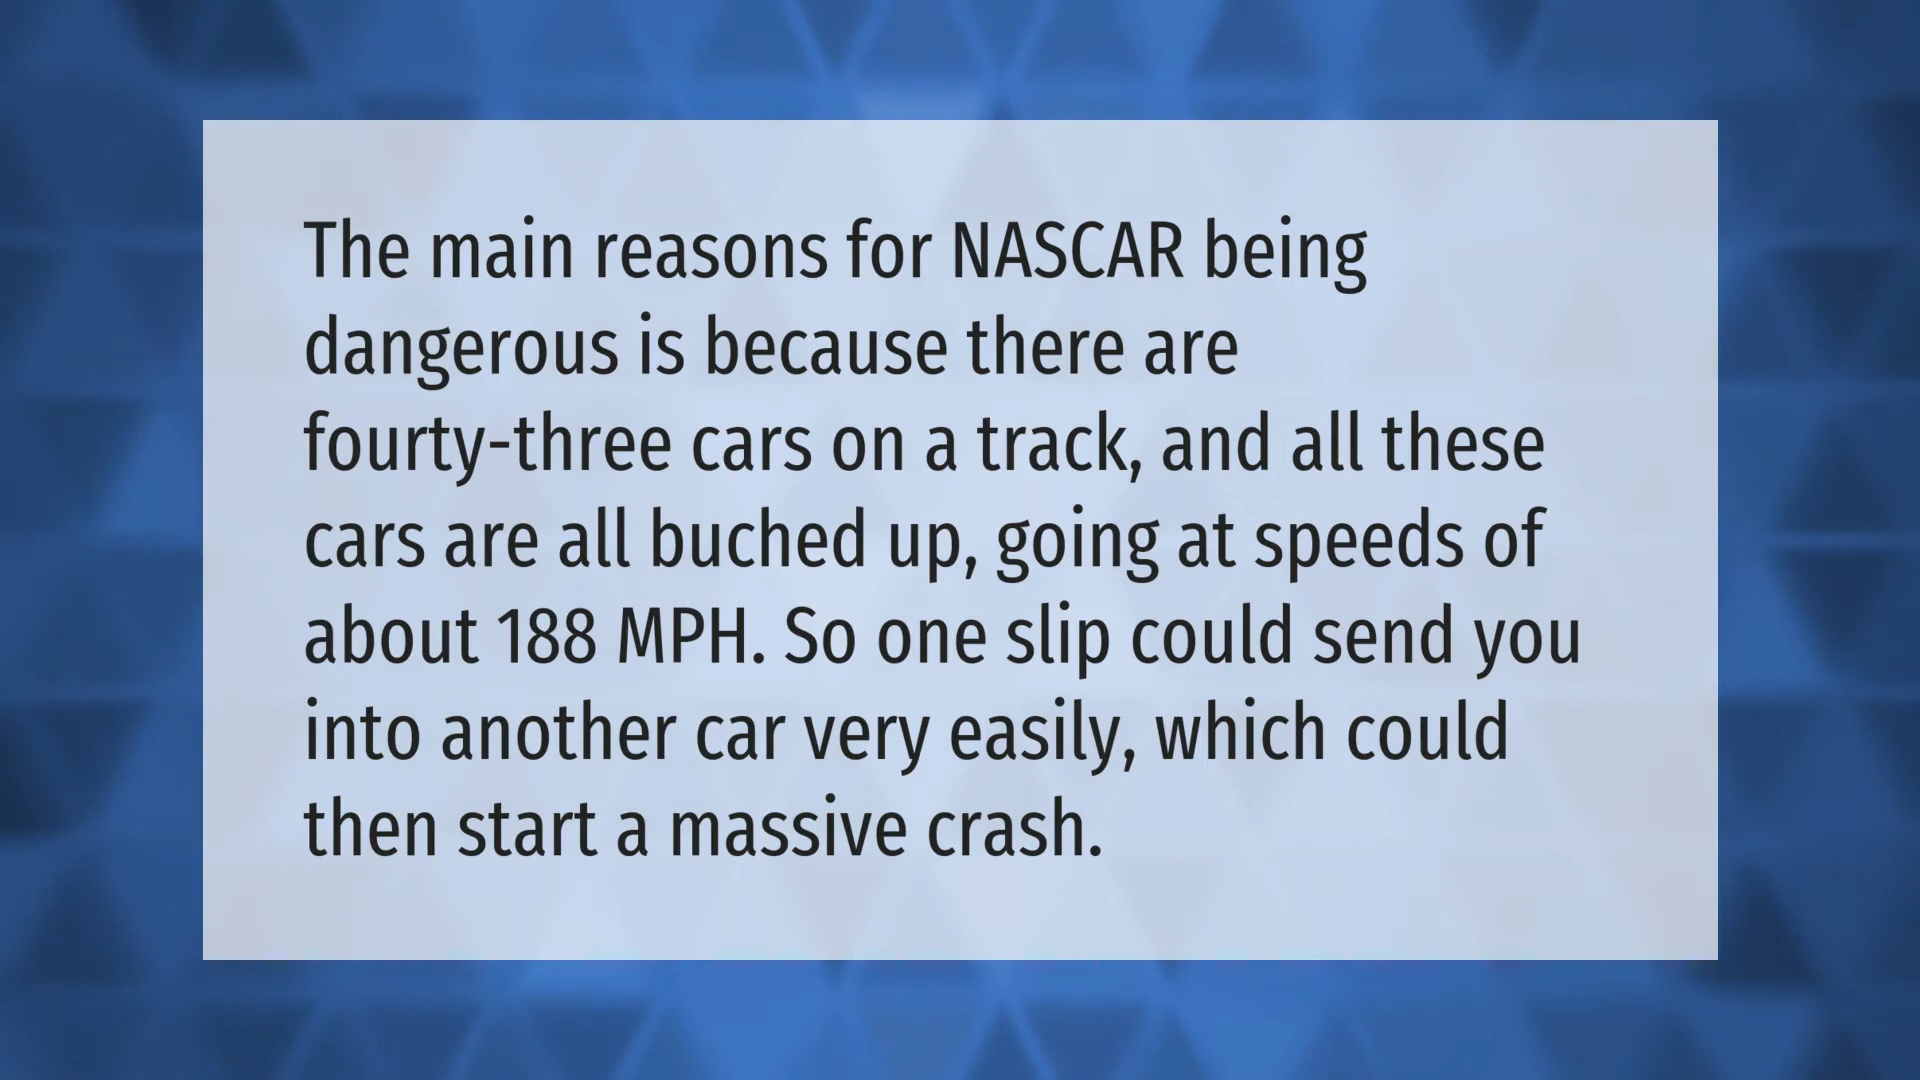 The main reasons for NASCAR being
dangerous is because there are
fourty-three cars on a track, and all these
cars are all buched up, going at speeds of
about 188 MPH. So one slip could send you
into another car very easily, which could
then start a massive crash.